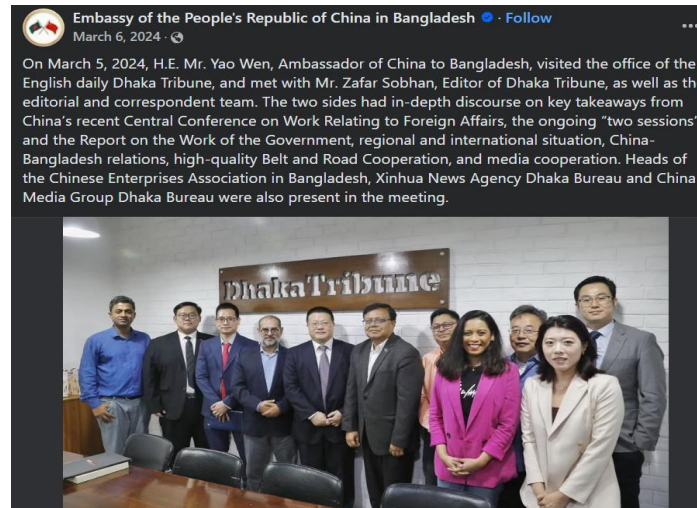 Embassy of the People's Republic of China in Bangladesh · Follow
March 6, 2024 ·
On March 5, 2024, H.E. Mr. Yao Wen, Ambassador of China to Bangladesh, visited the office of the
English daily Dhaka Tribune, and met with Mr. Zafar Sobhan, Editor of Dhaka Tribune, as well as th
editorial and correspondent team. The two sides had in-depth discourse on key takeaways from
China's recent Central Conference on Work Relating to Foreign Affairs, the ongoing "two sessions"
and the Report on the Work of the Government, regional and international situation, China-
Bangladesh relations, high-quality Belt and Road Cooperation, and media cooperation. Heads of
the Chinese Enterprises Association in Bangladesh, Xinhua News Agency Dhaka Bureau and China
Media Group Dhaka Bureau were also present in the meeting.
DhakaTribune